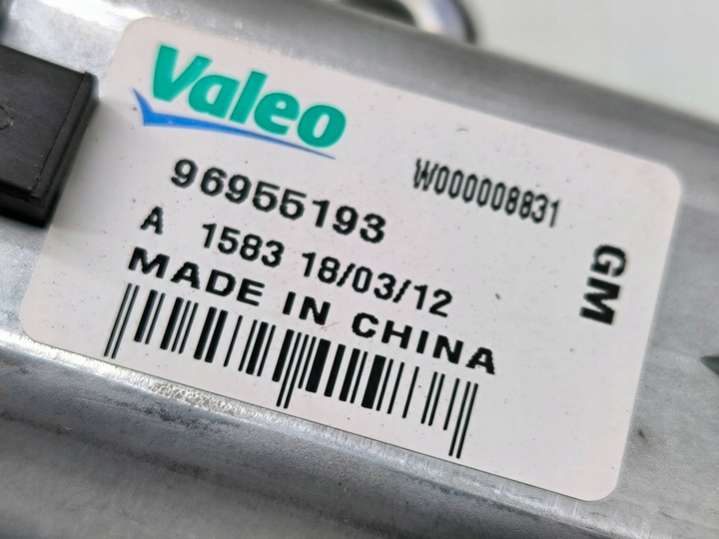 Valeo
96955193
W000008831
A 1583 18/03/12
MADE IN CHINA
GM